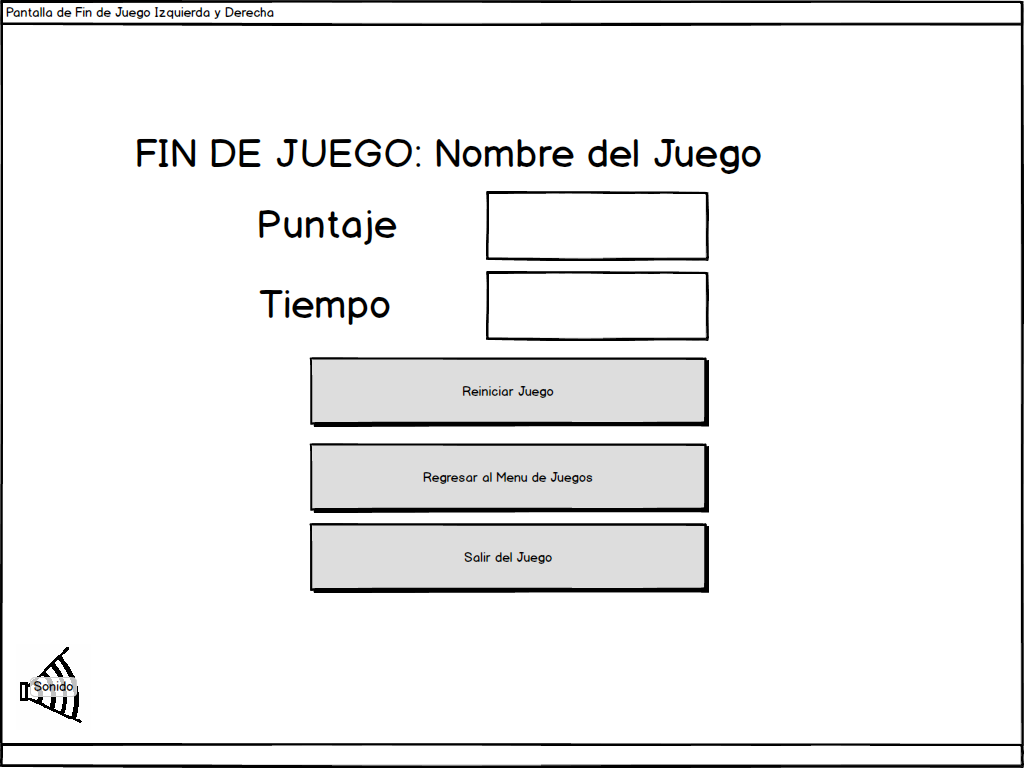 Pantalla de Fin de Juego Izquierda y Derecha
FIN DE JUEGO: Nombre del Juego
Puntaje
Tiempo
Reiniciar Juego
Regresar al Menu de Juegos
Salir del Juego
Sonido